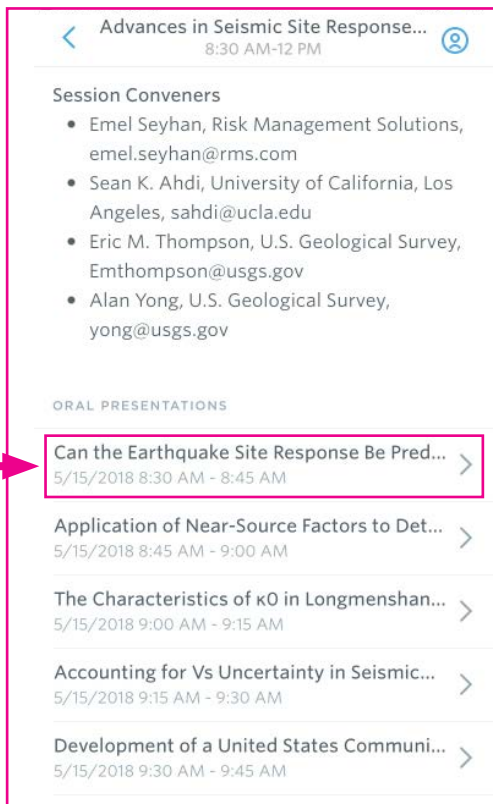 Advances in Seismic Site Response...
8:30 AM-12 PM
Session Conveners
• Emel Seyhan, Risk Management Solutions,
emel.seyhan@rms.com
• Sean K. Ahdi, University of California, Los
Angeles, sahdi@ucla.edu
• Eric M. Thompson, U.S. Geological Survey,
Emthompson@usgs.gov
• Alan Yong, U.S. Geological Survey,
yong@usgs.gov
ORAL PRESENTATIONS
Can the Earthquake Site Response Be Pred...
5/15/2018 8:30 AM - 8:45 AM
Application of Near-Source Factors to Det...
5/15/2018 8:45 AM - 9:00 AM
The Characteristics of κ0 in Longmenshan...
5/15/2018 9:00 AM - 9:15 AM
Accounting for Vs Uncertainty in Seismic...
5/15/2018 9:15 AM - 9:30 AM
Development of a United States Communi...
5/15/2018 9:30 AM - 9:45 AM